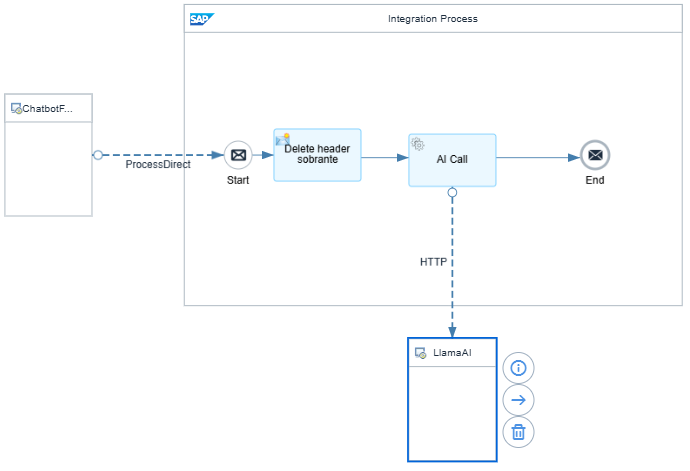 SAP
Integration Process
ChatbotF...
ProcessDirect
Start
Delete header
sobrante
AI Call
End
HTTP
LlamaAI